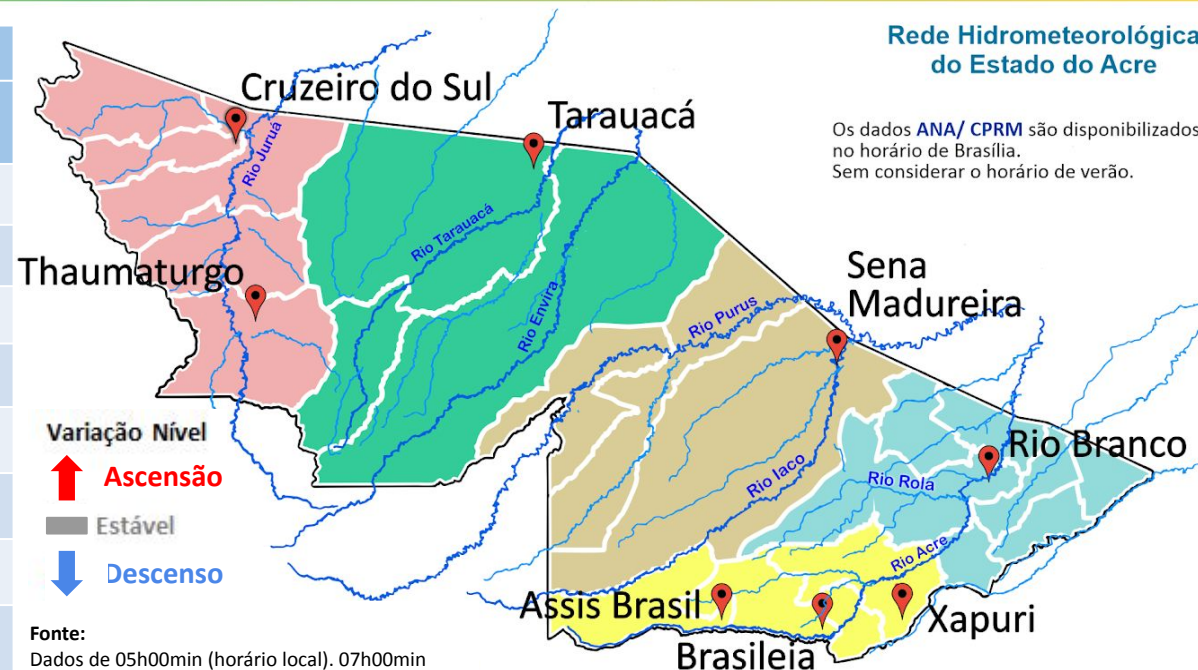 Rede Hidrometeorológica
do Estado do Acre
Os dados ANA/ CPRM são disponibilizados
no horário de Brasília.
Sem considerar o horário de verão.
Cruzeiro do Sul
Tarauacá
Rio Juruá
Rio Tarauacá
Thaumaturgo
Rio Envira
Sena
Madureira
Rio Purus
Variação Nível
Ascensão
Estável
Descenso
Rio Branco
Rio Iaco
Rio Rola
Rio Acre
Assis Brasil
Xapuri
Brasileia
Fonte:
Dados de 05h00min (horário local). 07h00min